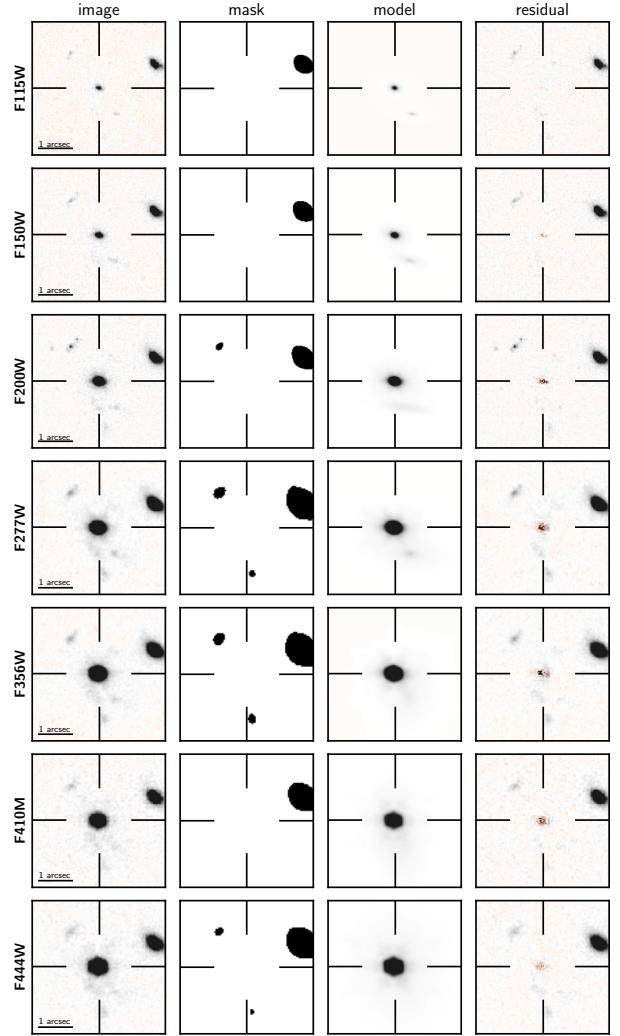 image mask model residual
F115W
1 arcsec
F150W
1 arcsec
F200W
1 arcsec
F277W
1 arcsec
F356W
1 arcsec
F410M
1 arcsec
F444W
1 arcsec